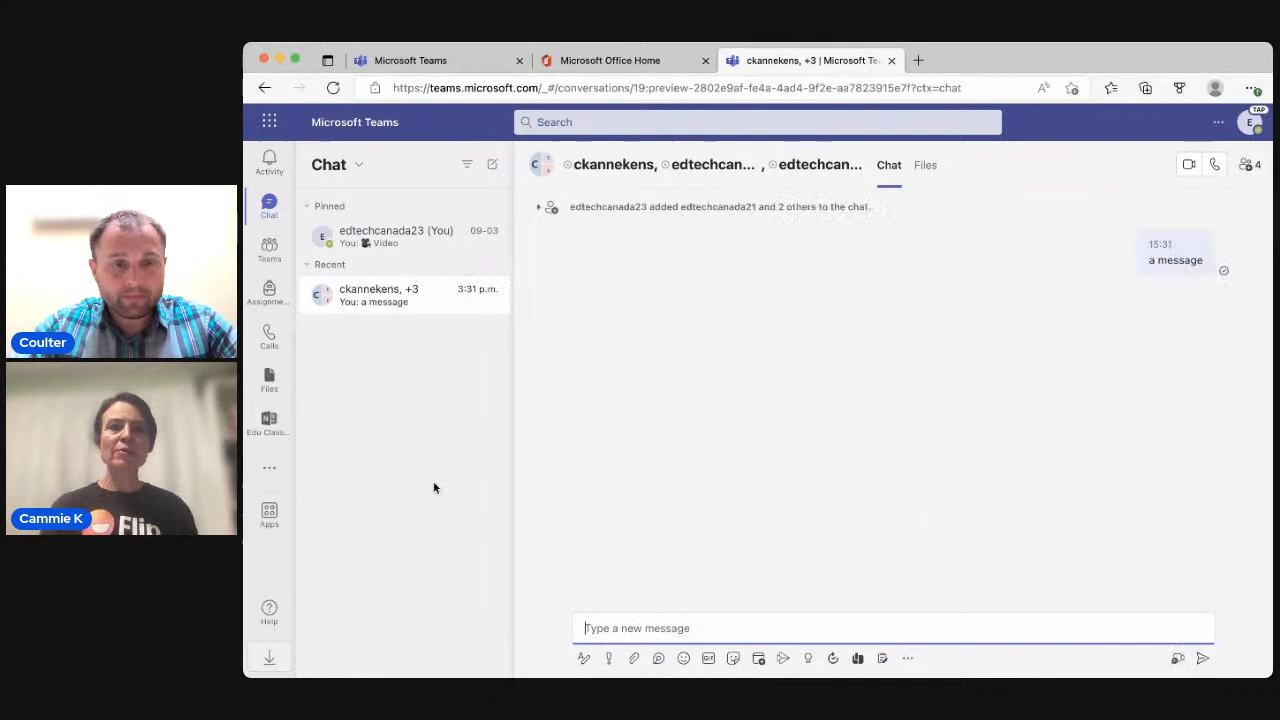 Microsoft Teams
Microsoft Office Home
ckannekens, +3 | Microsoft Te
https://teams.microsoft.com/_#/conversations/19:preview-2802e9af-fe4a-4ad4-9f2e-aa7823915e7f?ctx=chat
Microsoft Teams
Search
TAP
E
Activity
Chat
Teams
Assignme...
Calls
Files
Edu Class...
Apps
Help
Chat
Pinned
E
edtechcanada23 (You)
09-03
You: Video
Recent
C
ckannekens, +3
3:31 p.m.
You: a message
C
ckannekens, edtechcan... , edtechcan...
Chat
Files
4
edtechcanada23 added edtechcanada21 and 2 others to the chat.
15:31
a message
Type a new message
GIF
Coulter
Flip
Cammie K